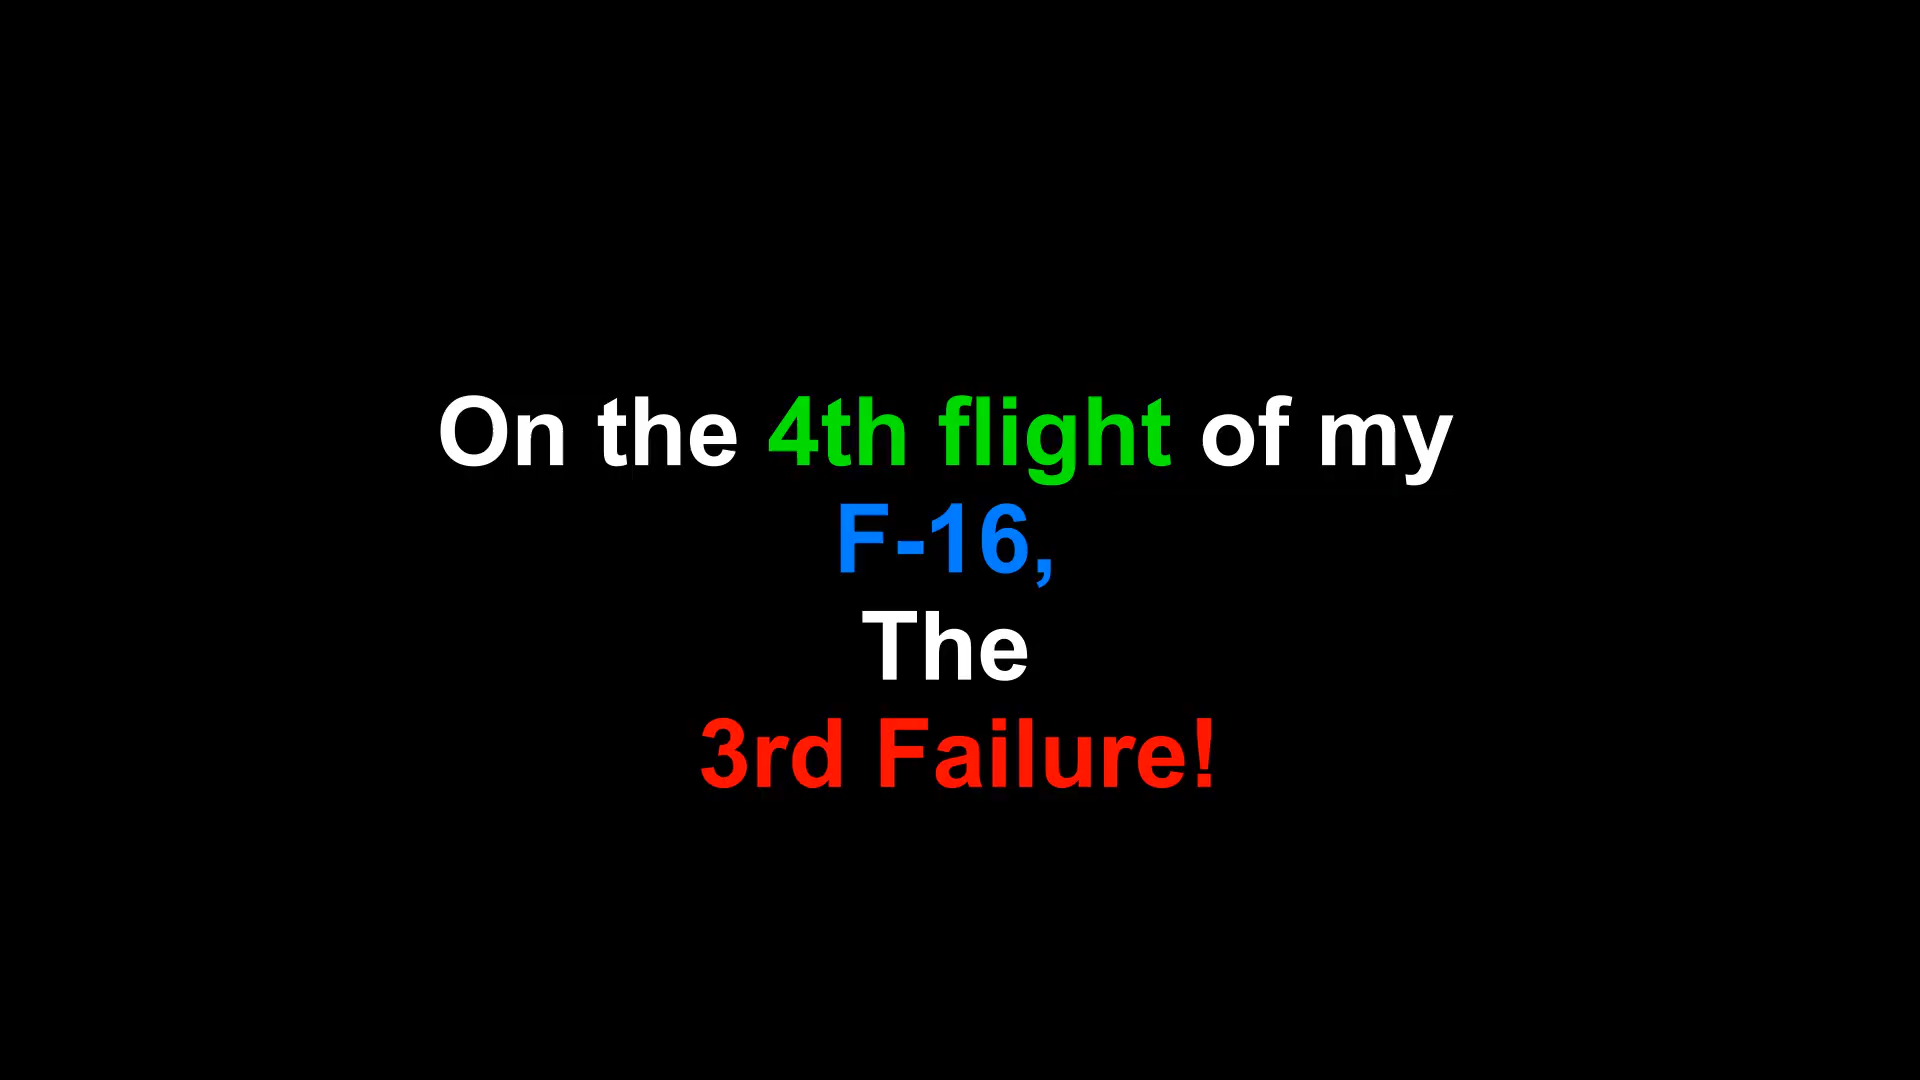 On the 4th flight of my
F-16,
The
3rd Failure!